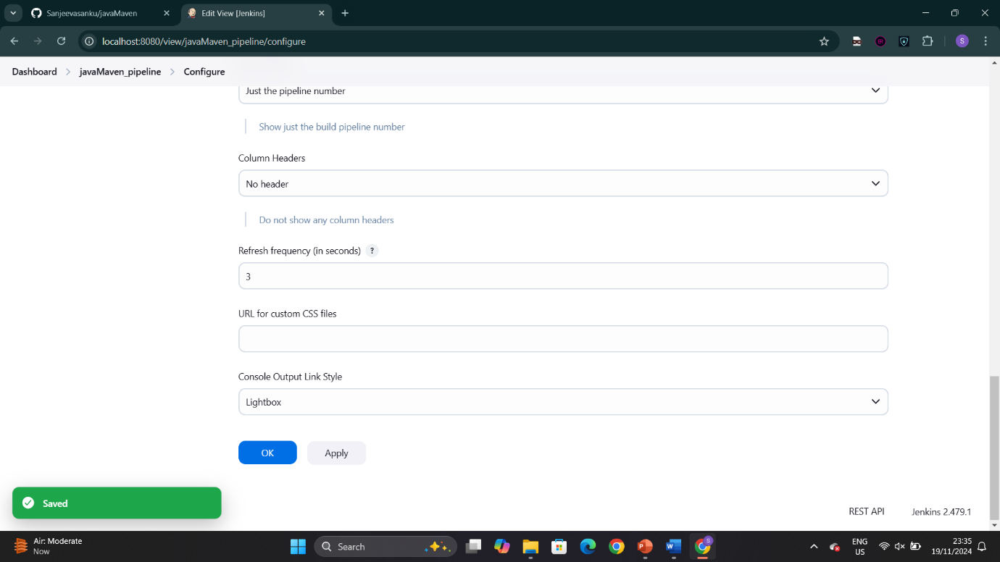 Sanjeevasanku/javaMaven
Edit View [Jenkins]
localhost:8080/view/javaMaven_pipeline/configure
S
Dashboard
javaMaven_pipeline
Configure
Just the pipeline number
Show just the build pipeline number
Column Headers
No header
Do not show any column headers
Refresh frequency (in seconds) ?
3
URL for custom CSS files
Console Output Link Style
Lightbox
OK
Apply
Saved
REST API
Jenkins 2.479.1
Air: Moderate
Now
Search
ENG
US
23:35
19/11/2024